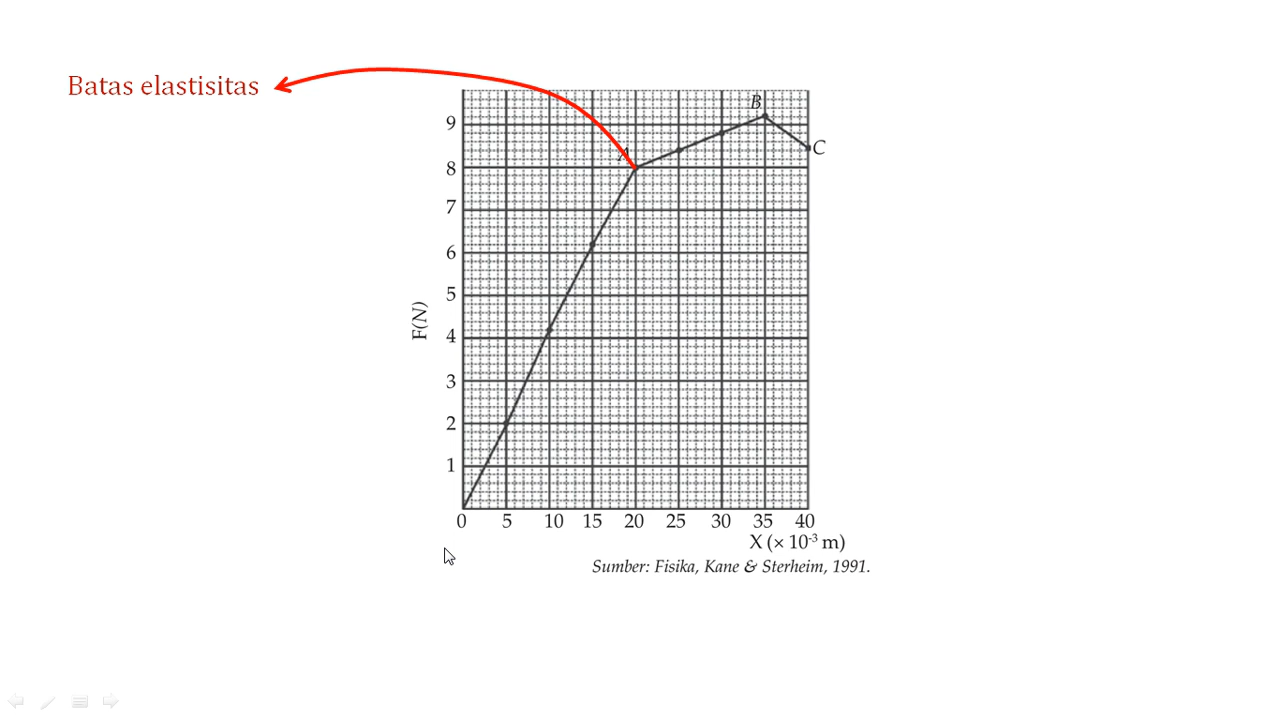 Batas elastisitas
B
9
C
A
8
7
6
5
F(N)
4
3
2
1
0 5 10 15 20 25 30 35 40
X (× 10⁻³ m)
Sumber: Fisika, Kane & Sterheim, 1991.